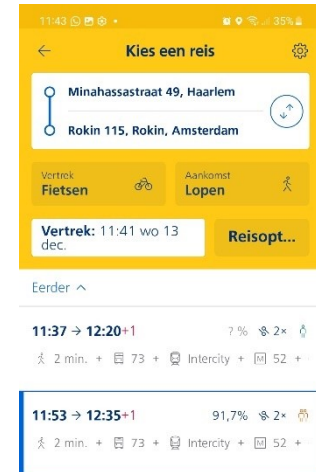 11:43
35%
Kies een reis
Minahassastraat 49, Haarlem
Rokin 115, Rokin, Amsterdam
Vertrek
Fietsen
Aankomst
Lopen
Vertrek: 11:41 wo 13
dec.
Reisopt...
Eerder
11:37 → 12:20+1 ? % 2×
2 min. + 73 + Intercity + M 52 +
11:53 → 12:35+1 91,7% 2×
2 min. + 73 + Intercity + M 52 +